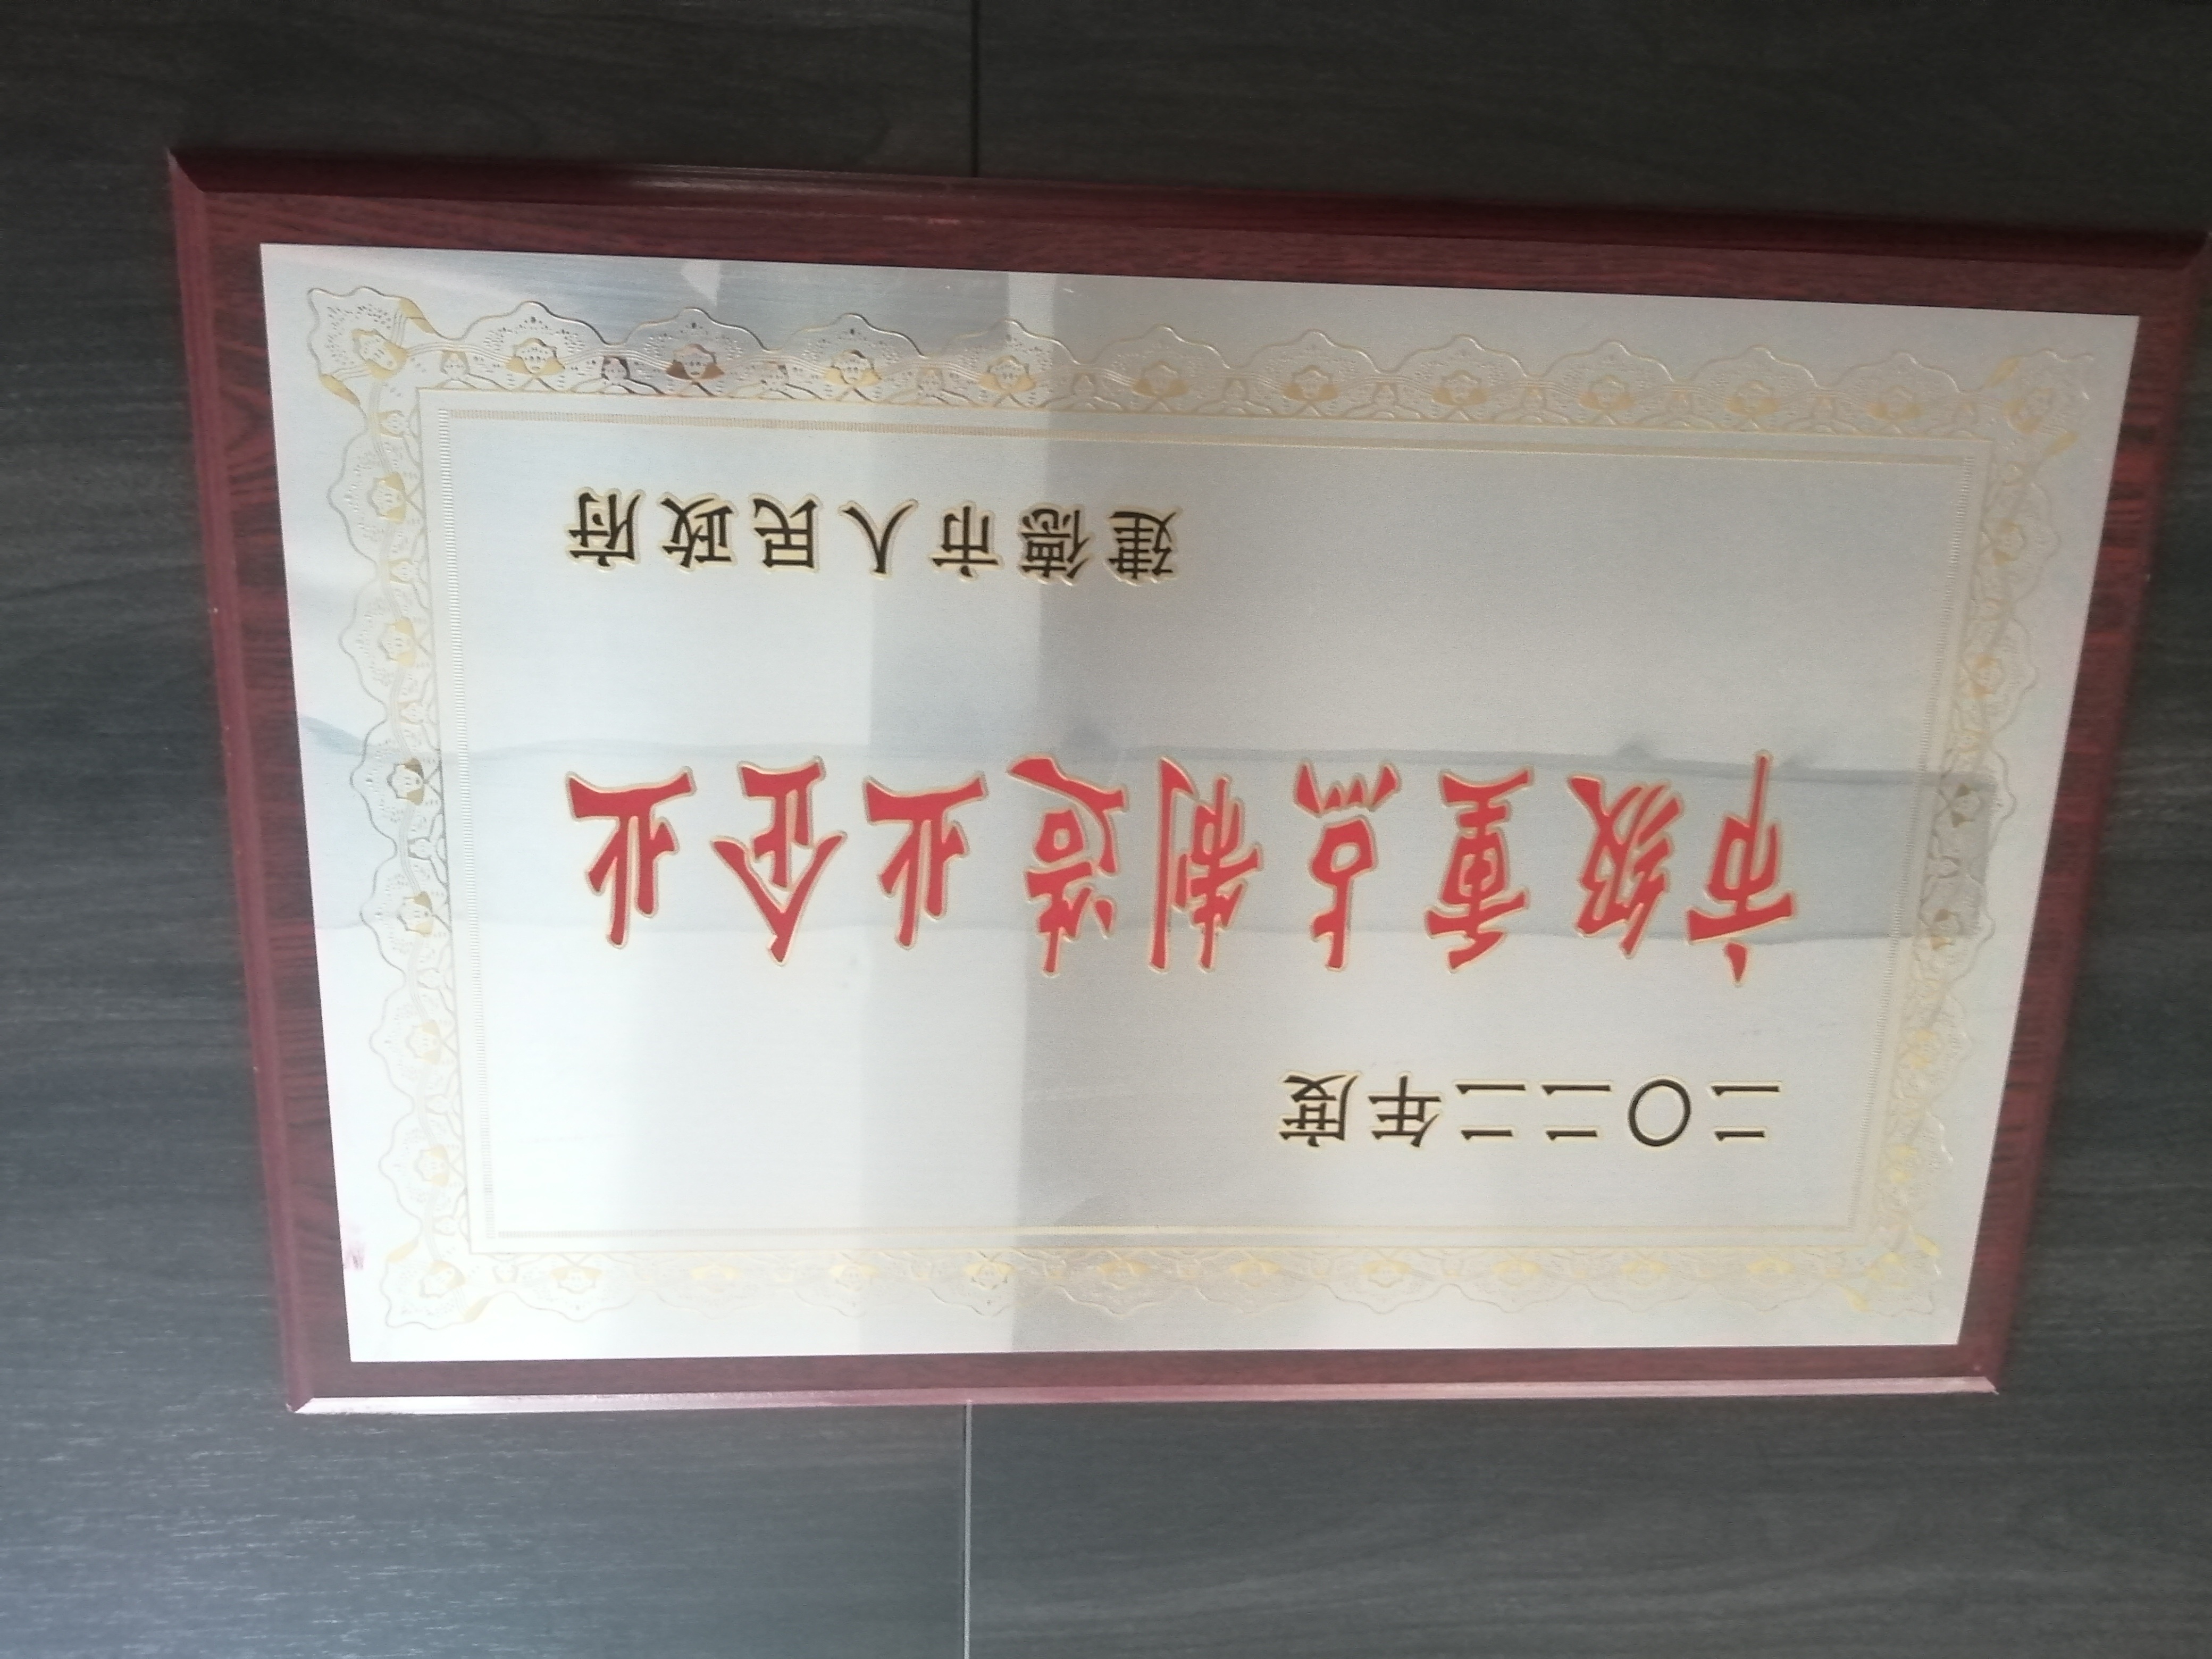 二〇二二年度
市级重点制造业企业
建德市人民政府